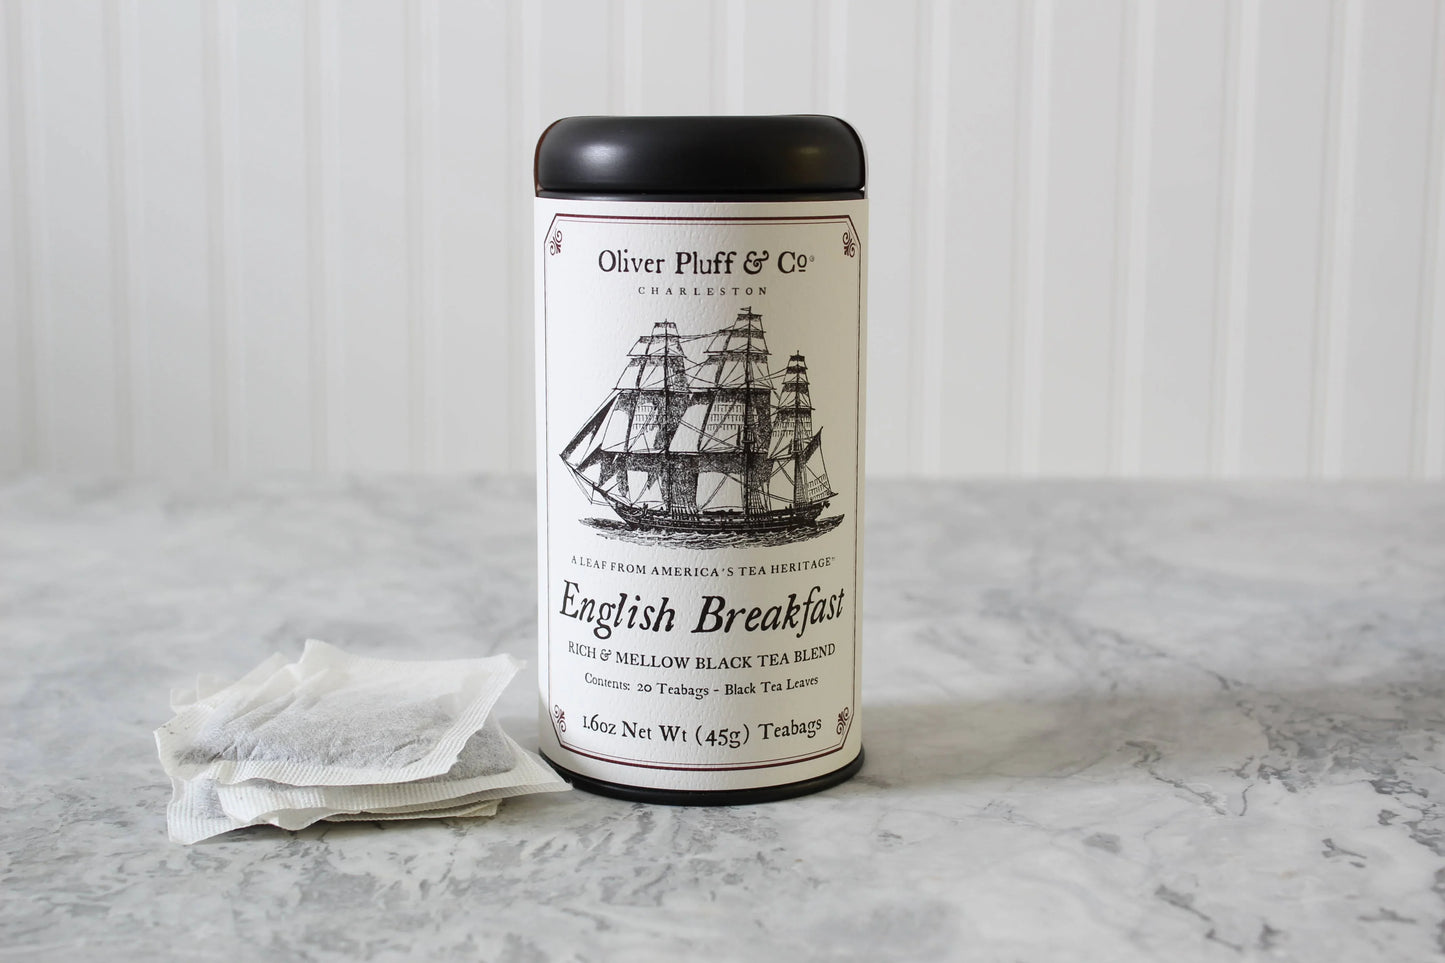 Oliver Pluff & Co®
CHARLESTON
A LEAF FROM AMERICA'S TEA HERITAGE™
English Breakfast
RICH & MELLOW BLACK TEA BLEND
Contents: 20 Teabags - Black Tea Leaves
1.6oz Net Wt (45g) Teabags